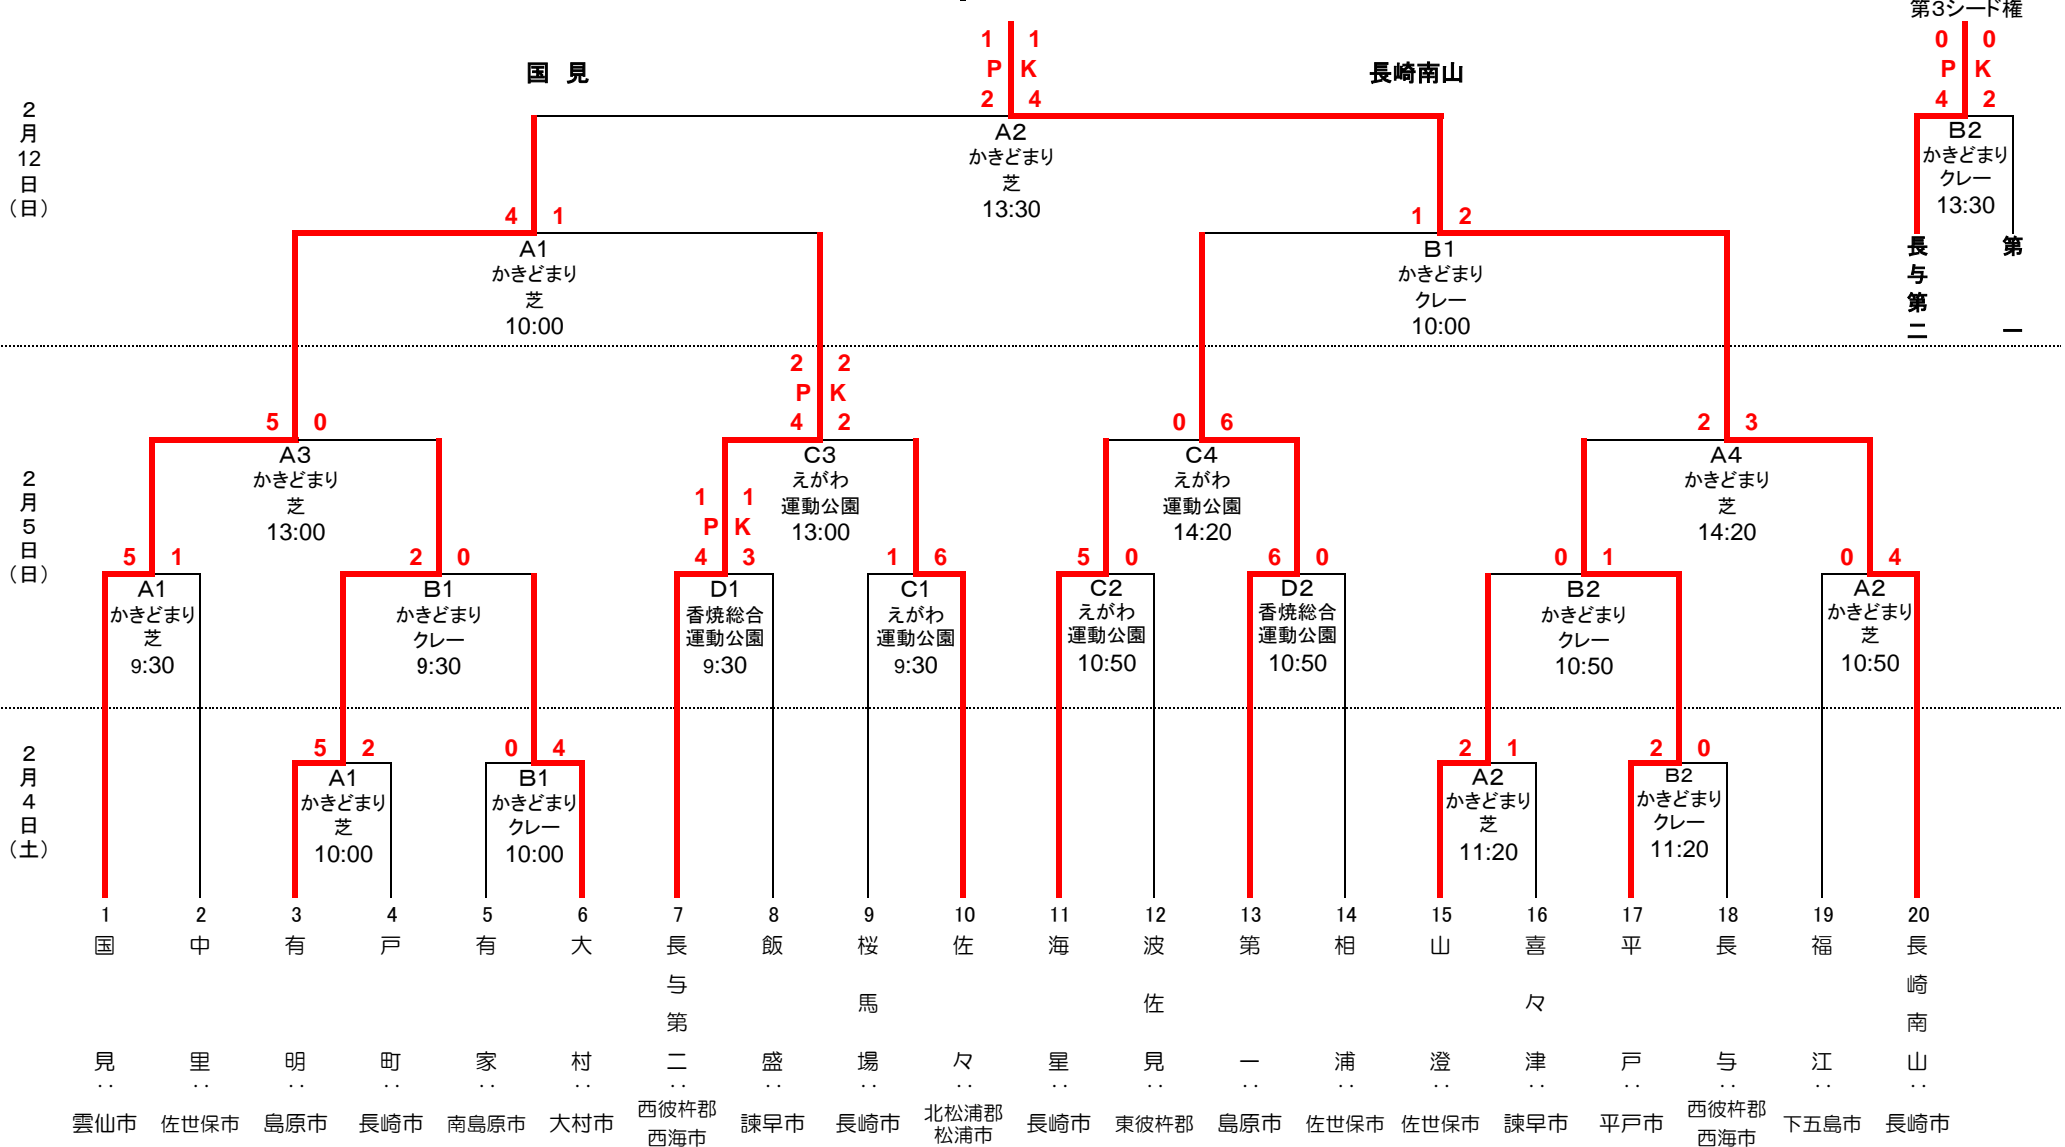 第3シード権
1 1
P K
2 4
0 0
P K
4 2
国 見
長崎南山
2月12日(日)
A2
かきどまり
芝
13:30
B2
かきどまり
クレー
13:30
長与第二
第一
4 1
A1
かきどまり
芝
10:00
1 2
B1
かきどまり
クレー
10:00
2月5日(日)
5 0
A3
かきどまり
芝
13:00
2 2
P K
4 2
C3
えがわ
運動公園
13:00
0 6
C4
えがわ
運動公園
14:20
2 3
A4
かきどまり
芝
14:20
5 1
A1
かきどまり
芝
9:30
2 0
B1
かきどまり
クレー
9:30
1 1
P K
4 3
D1
香焼総合
運動公園
9:30
1 6
C1
えがわ
運動公園
9:30
5 0
C2
えがわ
運動公園
10:50
6 0
D2
香焼総合
運動公園
10:50
0 1
B2
かきどまり
クレー
10:50
0 4
A2
かきどまり
芝
10:50
2月4日(土)
5 2
A1
かきどまり
芝
10:00
0 4
B1
かきどまり
クレー
10:00
2 1
A2
かきどまり
芝
11:20
2 0
B2
かきどまり
クレー
11:20
1 国見‥雲仙市
2 中里‥佐世保市
3 有明‥島原市
4 戸町‥長崎市
5 有家‥南島原市
6 大村‥大村市
7 長与第二‥西彼杵郡西海市
8 飯盛‥諫早市
9 桜馬場‥長崎市
10 佐々‥北松浦郡松浦市
11 海星‥長崎市
12 波佐見‥東彼杵郡
13 第一‥島原市
14 相浦‥佐世保市
15 山澄‥佐世保市
16 喜々津‥諫早市
17 平戸‥平戸市
18 長与‥西彼杵郡西海市
19 福江‥下五島市
20 長崎南山‥長崎市